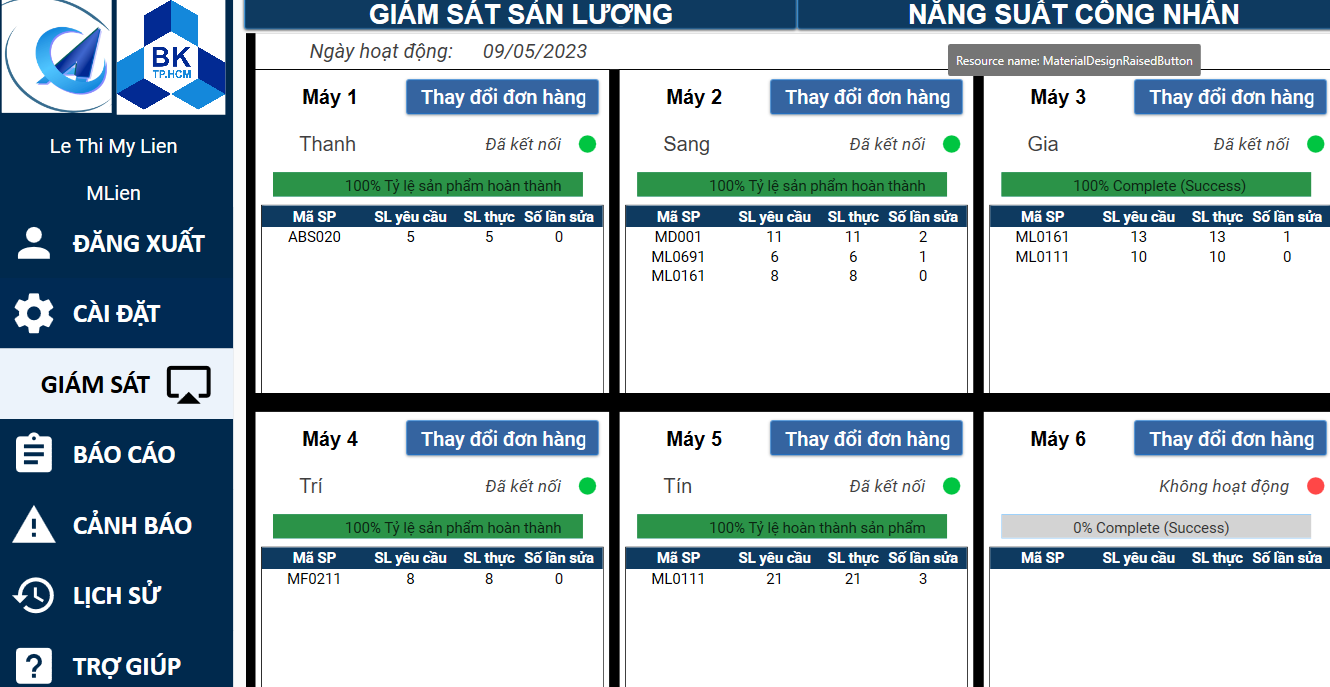 GIÁM SÁT SẢN LƯỢNG
NĂNG SUẤT CÔNG NHÂN
BK
TP.HCM
Ngày hoạt động: 09/05/2023
Resource name: MaterialDesignRaisedButton
Le Thi My Lien
MLien
ĐĂNG XUẤT
CÀI ĐẶT
GIÁM SÁT
BÁO CÁO
CẢNH BÁO
LỊCH SỬ
TRỢ GIÚP
Máy 1 Thay đổi đơn hàng
Thanh Đã kết nối
100% Tỷ lệ sản phẩm hoàn thành
Mã SP SL yêu cầu SL thực Số lần sửa
ABS020 5 5 0
Máy 2 Thay đổi đơn hàng
Sang Đã kết nối
100% Tỷ lệ sản phẩm hoàn thành
Mã SP SL yêu cầu SL thực Số lần sửa
MD001 11 11 2
ML0691 6 6 1
ML0161 8 8 0
Máy 3 Thay đổi đơn hàng
Gia Đã kết nối
100% Complete (Success)
Mã SP SL yêu cầu SL thực Số lần sửa
ML0161 13 13 1
ML0111 10 10 0
Máy 4 Thay đổi đơn hàng
Trí Đã kết nối
100% Tỷ lệ sản phẩm hoàn thành
Mã SP SL yêu cầu SL thực Số lần sửa
MF0211 8 8 0
Máy 5 Thay đổi đơn hàng
Tín Đã kết nối
100% Tỷ lệ hoàn thành sản phẩm
Mã SP SL yêu cầu SL thực Số lần sửa
ML0111 21 21 3
Máy 6 Thay đổi đơn hàng
Không hoạt động
0% Complete (Success)
Mã SP SL yêu cầu SL thực Số lần sửa